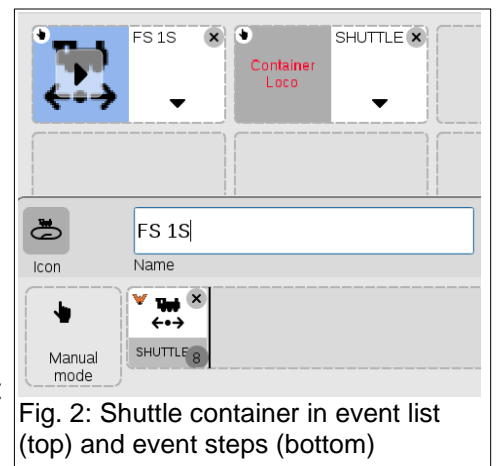 FS 1S
SHUTTLE
Container
Loco
FS 1S
Icon
Name
Manual
mode
SHUTTLE 8
Fig. 2: Shuttle container in event list
(top) and event steps (bottom)